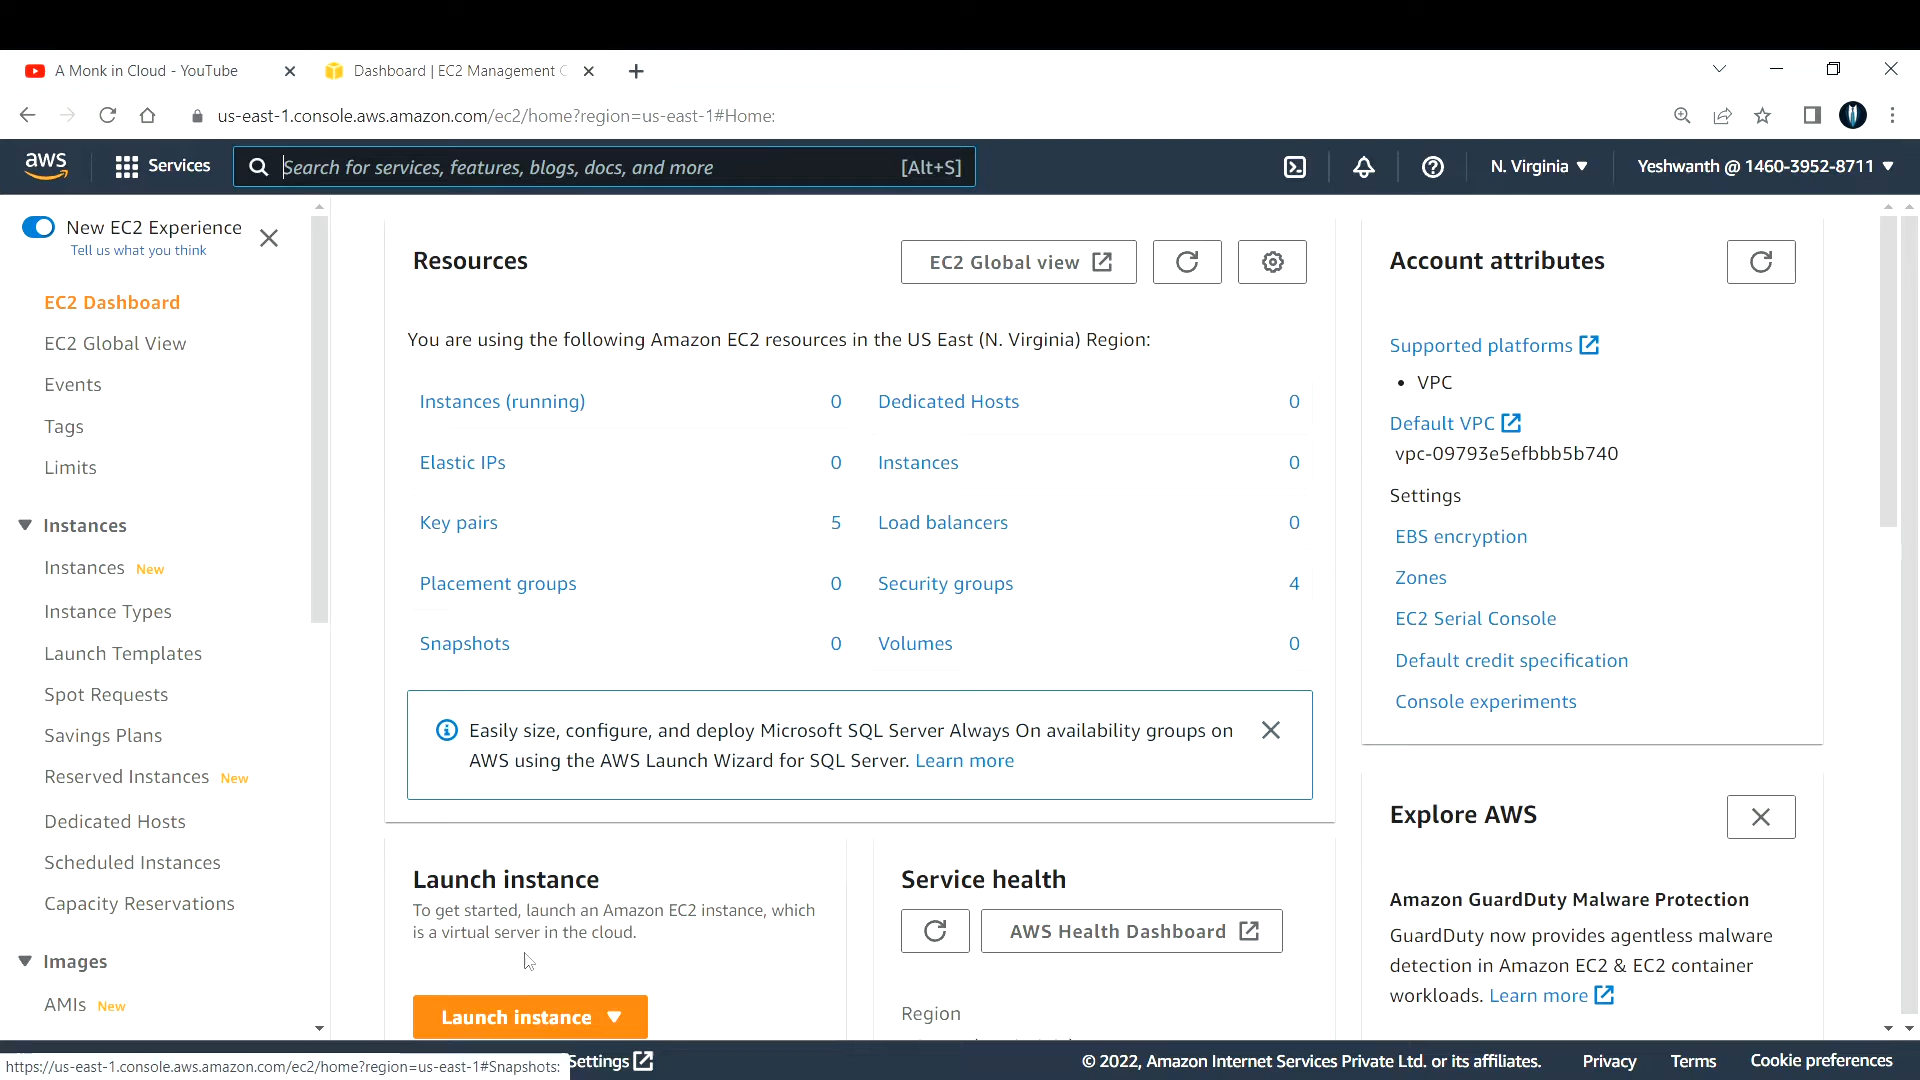 A Monk in Cloud - YouTube
Dashboard | EC2 Management C
us-east-1.console.aws.amazon.com/ec2/home?region=us-east-1#Home:
aws
Services
Search for services, features, blogs, docs, and more
[Alt+S]
N. Virginia
Yeshwanth @ 1460-3952-8711
New EC2 Experience
Tell us what you think
EC2 Dashboard
EC2 Global View
Events
Tags
Limits
Instances
Instances New
Instance Types
Launch Templates
Spot Requests
Savings Plans
Reserved Instances New
Dedicated Hosts
Scheduled Instances
Capacity Reservations
Images
AMIs New
Resources
EC2 Global view
You are using the following Amazon EC2 resources in the US East (N. Virginia) Region:
Instances (running) 0 Dedicated Hosts 0
Elastic IPs 0 Instances 0
Key pairs 5 Load balancers 0
Placement groups 0 Security groups 4
Snapshots 0 Volumes 0
Easily size, configure, and deploy Microsoft SQL Server Always On availability groups on
AWS using the AWS Launch Wizard for SQL Server. Learn more
Launch instance
To get started, launch an Amazon EC2 instance, which
is a virtual server in the cloud.
Launch instance
Service health
AWS Health Dashboard
Region
Account attributes
Supported platforms
• VPC
Default VPC
vpc-09793e5efbbb5b740
Settings
EBS encryption
Zones
EC2 Serial Console
Default credit specification
Console experiments
Explore AWS
Amazon GuardDuty Malware Protection
GuardDuty now provides agentless malware
detection in Amazon EC2 & EC2 container
workloads. Learn more
https://us-east-1.console.aws.amazon.com/ec2/home?region=us-east-1#Snapshots:
Settings
© 2022, Amazon Internet Services Private Ltd. or its affiliates.
Privacy
Terms
Cookie preferences